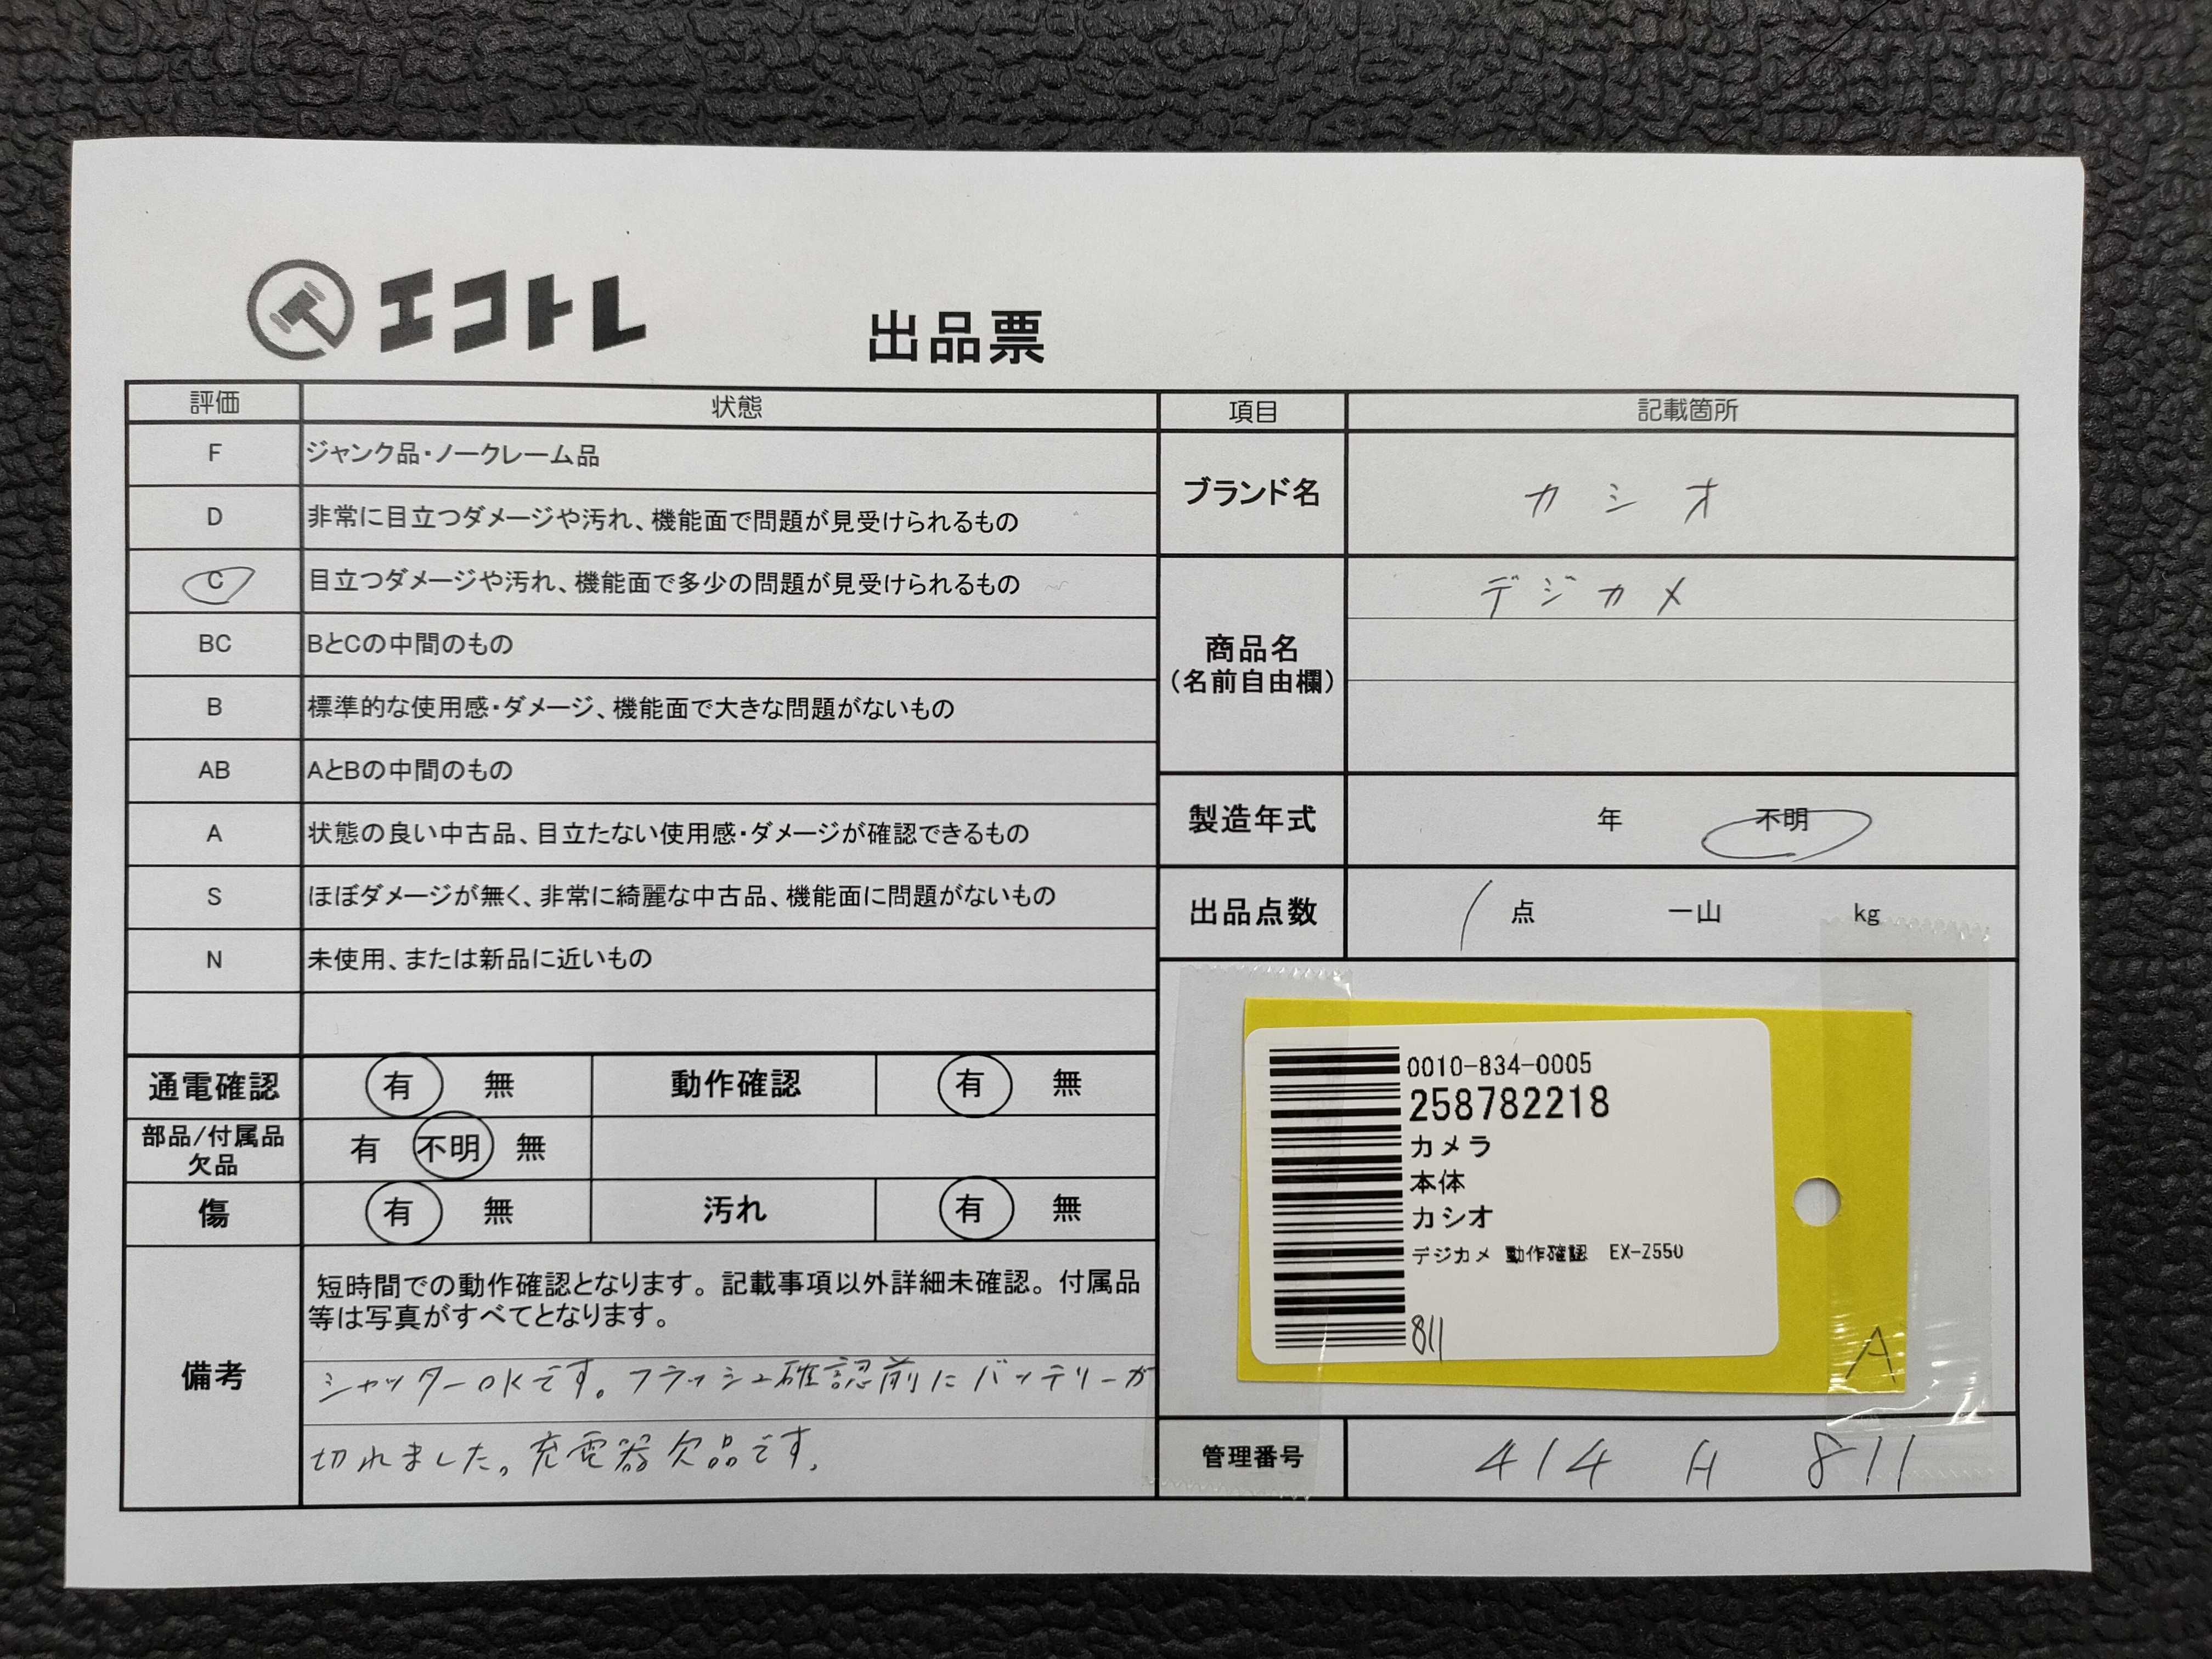 エコトレ
出品票
評価 状態
F ジャンク品・ノークレーム品
D 非常に目立つダメージや汚れ、機能面で問題が見受けられるもの
C 目立つダメージや汚れ、機能面で多少の問題が見受けられるもの
BC BとCの中間のもの
B 標準的な使用感・ダメージ、機能面で大きな問題がないもの
AB AとBの中間のもの
A 状態の良い中古品、目立たない使用感・ダメージが確認できるもの
S ほぼダメージが無く、非常に綺麗な中古品、機能面に問題がないもの
N 未使用、または新品に近いもの
通電確認 有 無 動作確認 有 無
部品/付属品
欠品
有 不明 無
傷 有 無 汚れ 有 無
備考
短時間での動作確認となります。記載事項以外詳細未確認。付属品
等は写真がすべてとなります。
シャッターOKです。フラッシュ確認前にバッテリーが
切れました。充電器欠品です。
項目 記載箇所
ブランド名 カシオ
商品名
(名前自由欄)
デジカメ
製造年式 年 不明
出品点数 1 点 一山 kg
0010-834-0005
258782218
カメラ
本体
カシオ
デジカメ 動作確認 EX-Z550
811
A
管理番号 414 A 811